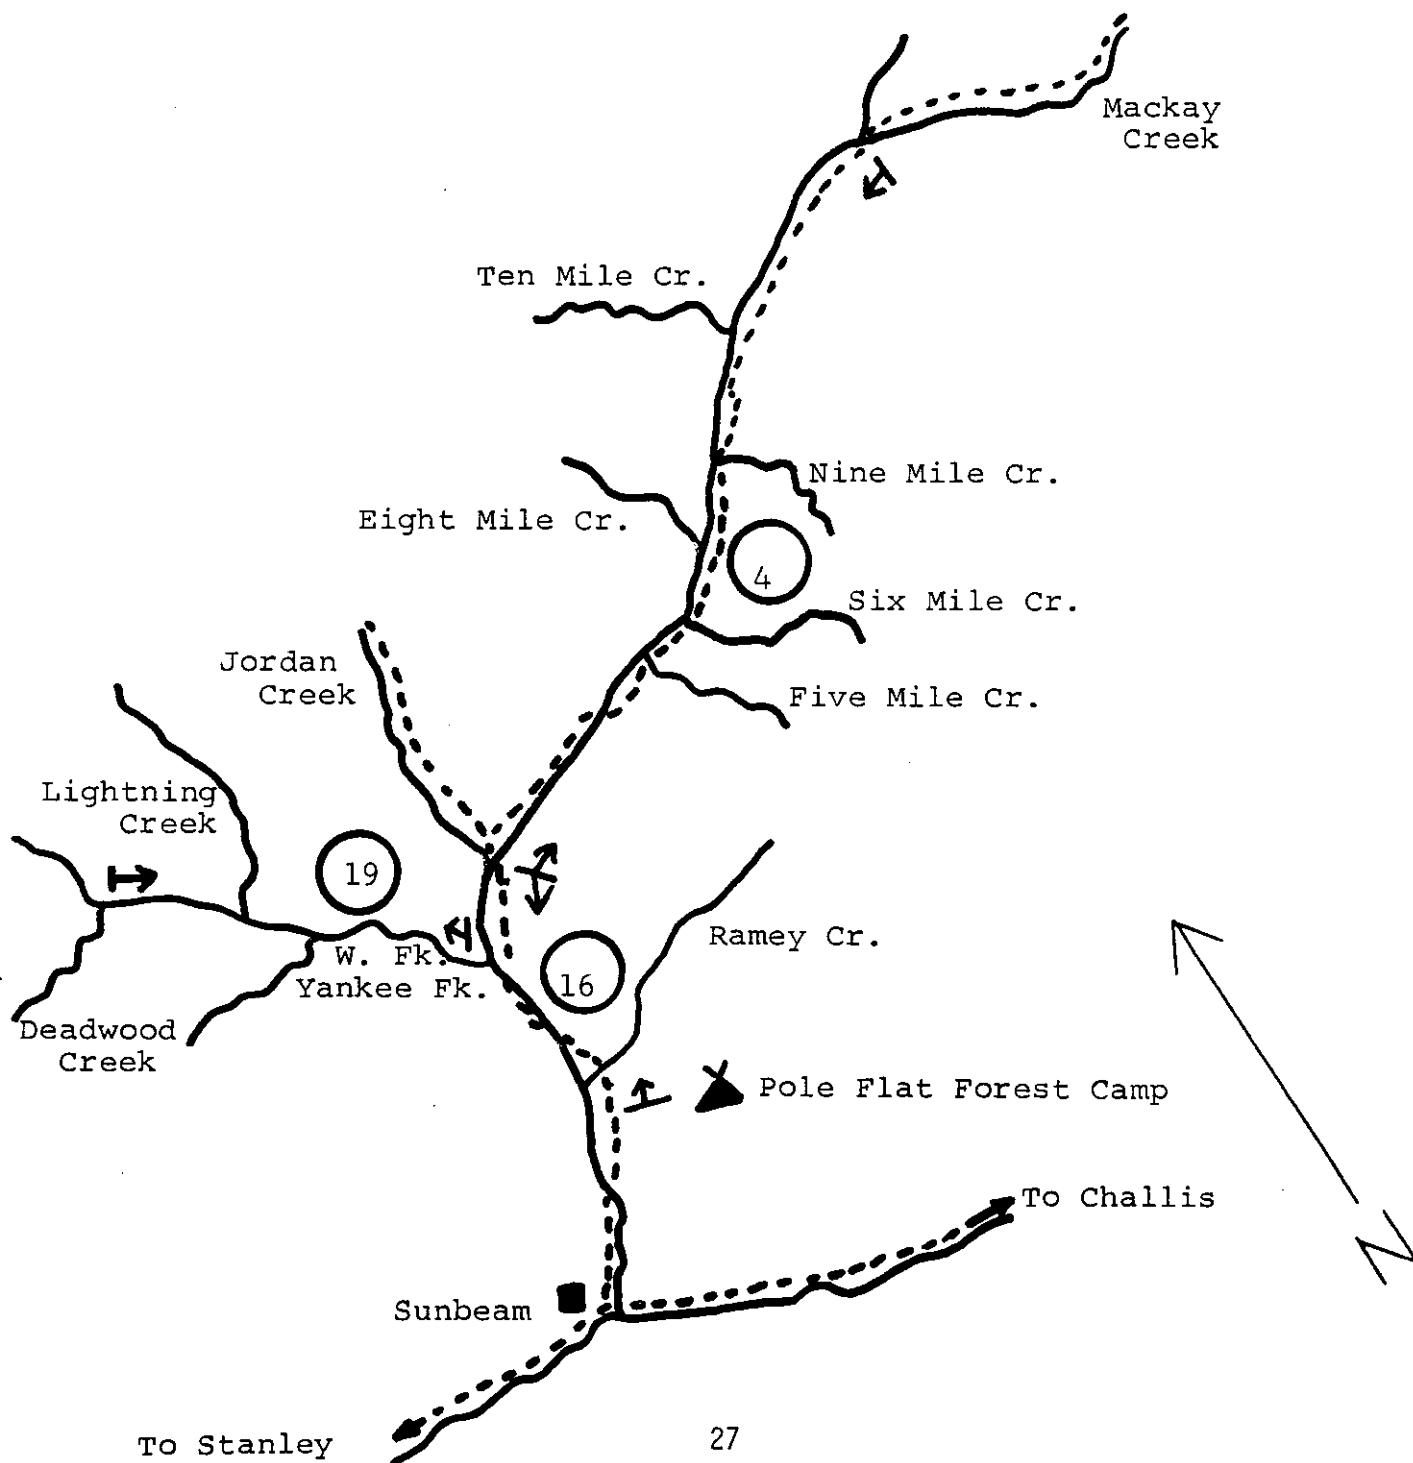 Mackay
Creek
Ten Mile Cr.
Nine Mile Cr.
Eight Mile Cr.
4
Six Mile Cr.
Jordan
Creek
Five Mile Cr.
Lightning
Creek
19
Ramey Cr.
W. Fk.
Yankee Fk.
16
Deadwood
Creek
Pole Flat Forest Camp
To Challis
N
Sunbeam
To Stanley
27